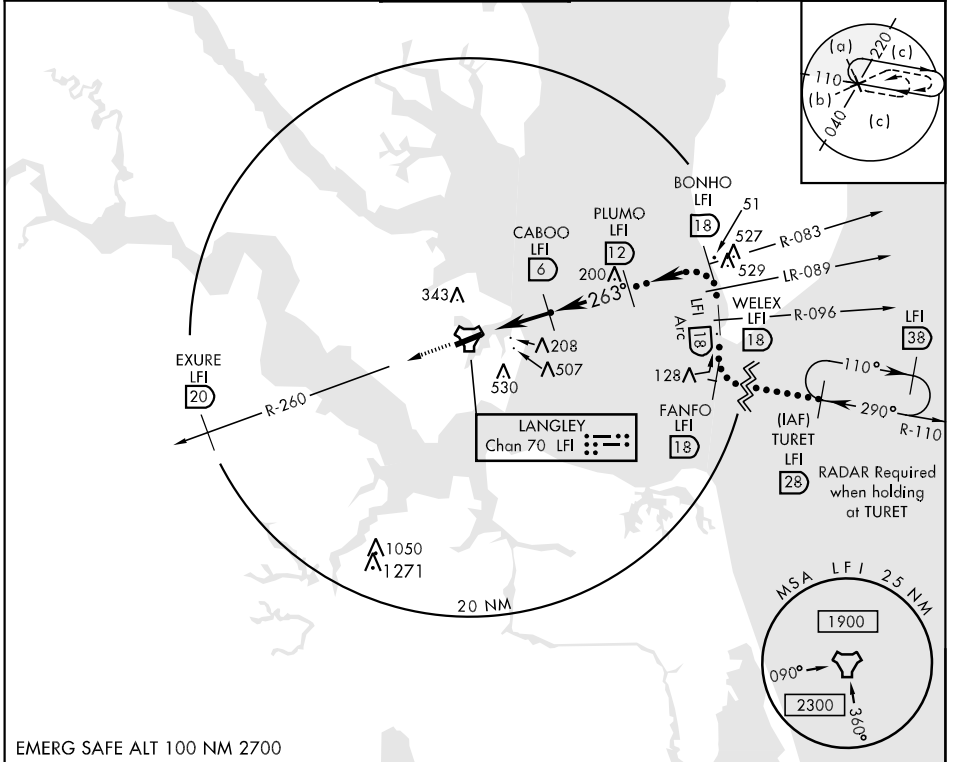 (a)
220
(c)
110
(b)
040
(c)
BONHO
LFI
18
51
527
529
R-083
PLUMO
LFI
12
CABOO
LFI
6
200
263°
LR-089
343
LFI
18
Arc
WELEX
LFI
18
R-096
LFI
38
208
507
530
128
110°
290°
R-110
EXURE
LFI
20
R-260
LANGLEY
Chan 70 LFI
FANFO
LFI
18
(IAF)
TURET
LFI
28
RADAR Required
when holding
at TURET
1050
1271
20 NM
MSA LFI 25 NM
1900
090°
2300
360°
EMERG SAFE ALT 100 NM 2700